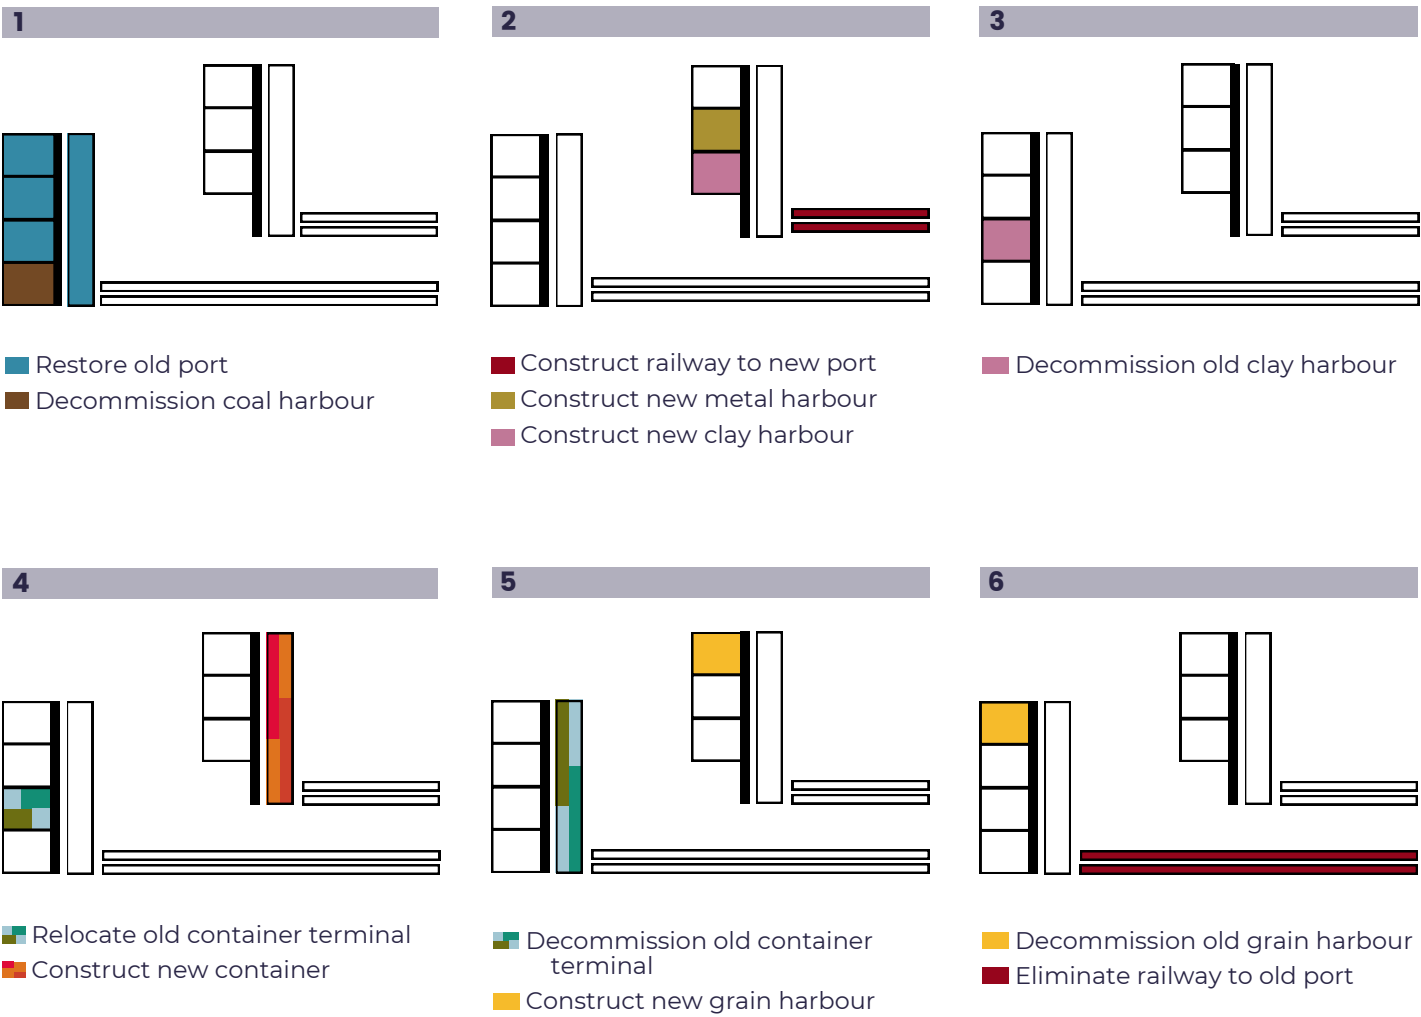 1
2
3
Restore old port
Decommission coal harbour
Construct railway to new port
Construct new metal harbour
Construct new clay harbour
Decommission old clay harbour
4
5
6
Relocate old container terminal
Construct new container
Decommission old container
terminal
Construct new grain harbour
Decommission old grain harbour
Eliminate railway to old port